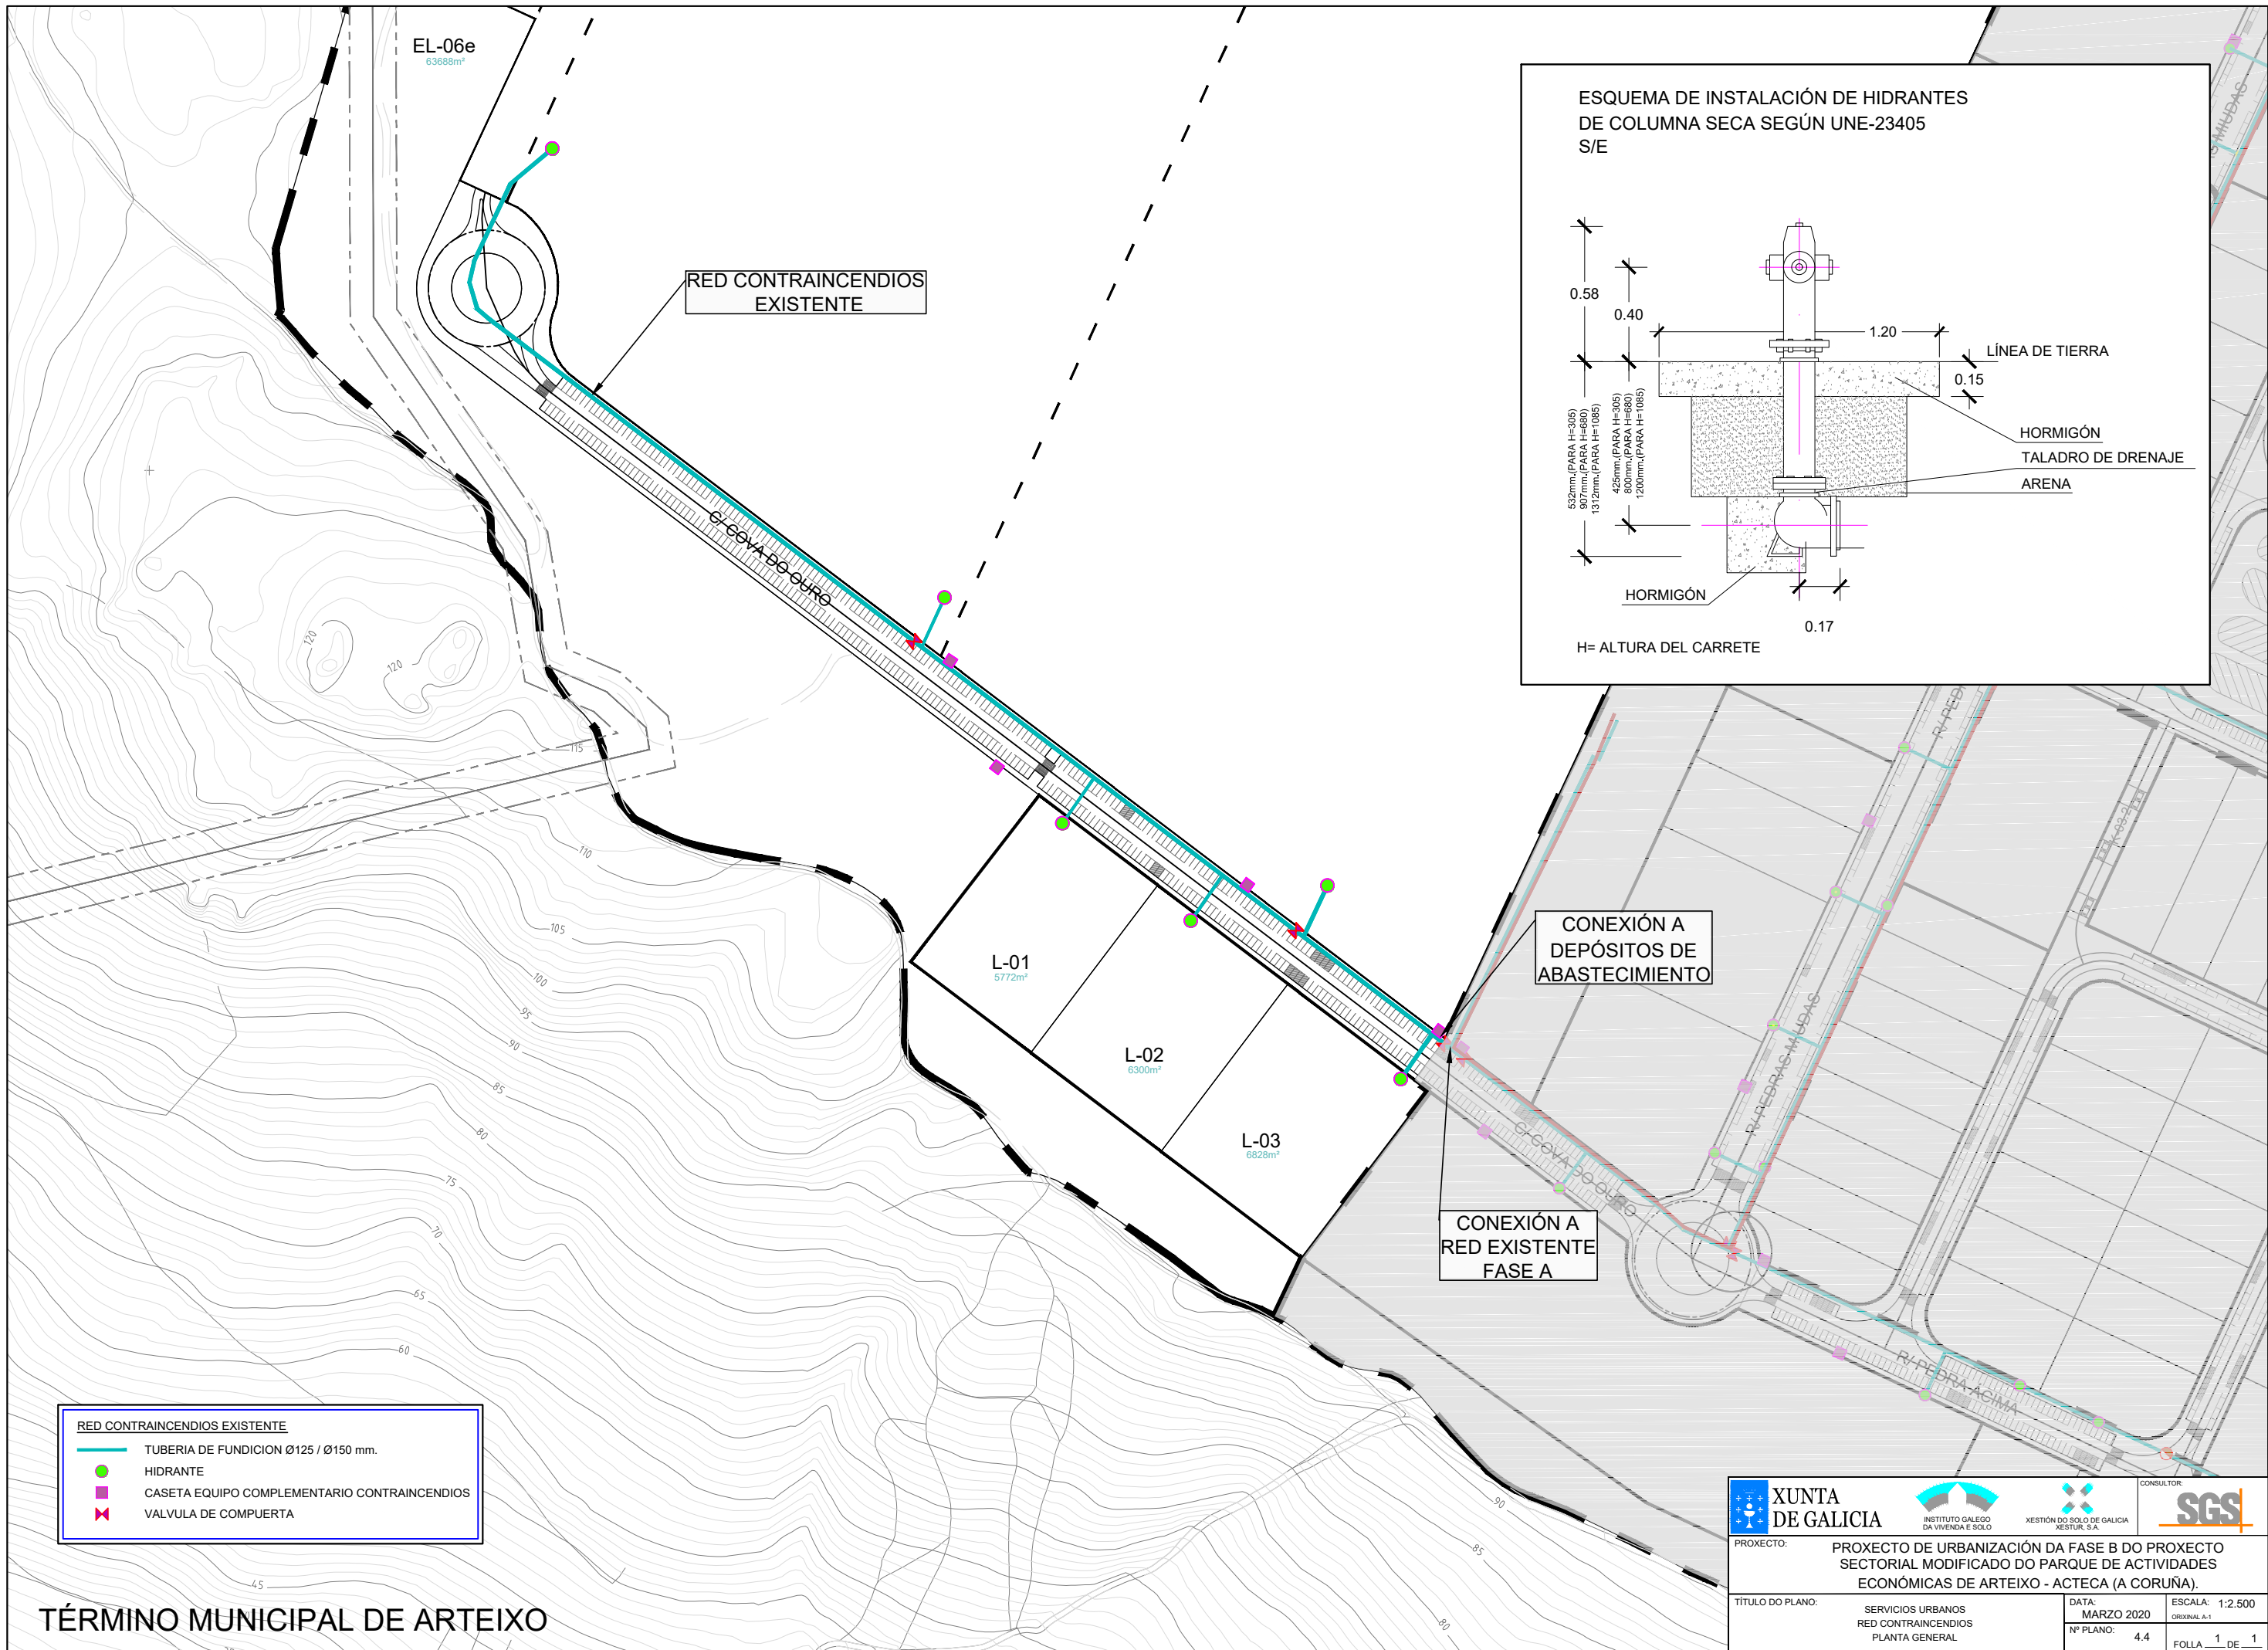 EL-06e
63688m²
RED CONTRAINCENDIOS
EXISTENTE
C/ COVA DO OURO
ESQUEMA DE INSTALACIÓN DE HIDRANTES
DE COLUMNA SECA SEGÚN UNE-23405
S/E
0.58
0.40
1.20
LÍNEA DE TIERRA
0.15
532mm.(PARA H=305)
907mm.(PARA H=680)
1312mm.(PARA H=1085)
425mm.(PARA H=305)
800mm.(PARA H=680)
1200mm.(PARA H=1085)
HORMIGÓN
TALADRO DE DRENAJE
ARENA
HORMIGÓN
0.17
H= ALTURA DEL CARRETE
120
120
115
110
105
100
95
90
85
80
75
70
65
60
45
90
85
80
L-01
5772m²
L-02
6300m²
L-03
6828m²
CONEXIÓN A
DEPÓSITOS DE
ABASTECIMIENTO
CONEXIÓN A
RED EXISTENTE
FASE A
C/ COVA DO OURO
R/ PEDRAS MIUDAS
R/ PEDRA ACIMA
RED CONTRAINCENDIOS EXISTENTE
TUBERIA DE FUNDICION Ø125 / Ø150 mm.
HIDRANTE
CASETA EQUIPO COMPLEMENTARIO CONTRAINCENDIOS
VALVULA DE COMPUERTA
TÉRMINO MUNICIPAL DE ARTEIXO
XUNTA
DE GALICIA
INSTITUTO GALEGO
DA VIVENDA E SOLO
XESTIÓN DO SOLO DE GALICIA
XESTUR, S.A.
CONSULTOR:
SGS
PROXECTO:
PROXECTO DE URBANIZACIÓN DA FASE B DO PROXECTO
SECTORIAL MODIFICADO DO PARQUE DE ACTIVIDADES
ECONÓMICAS DE ARTEIXO - ACTECA (A CORUÑA).
TÍTULO DO PLANO:
SERVICIOS URBANOS
RED CONTRAINCENDIOS
PLANTA GENERAL
DATA:
MARZO 2020
ESCALA: 1:2.500
ORIXINAL A-1
Nº PLANO:
4.4
FOLLA 1 DE 1